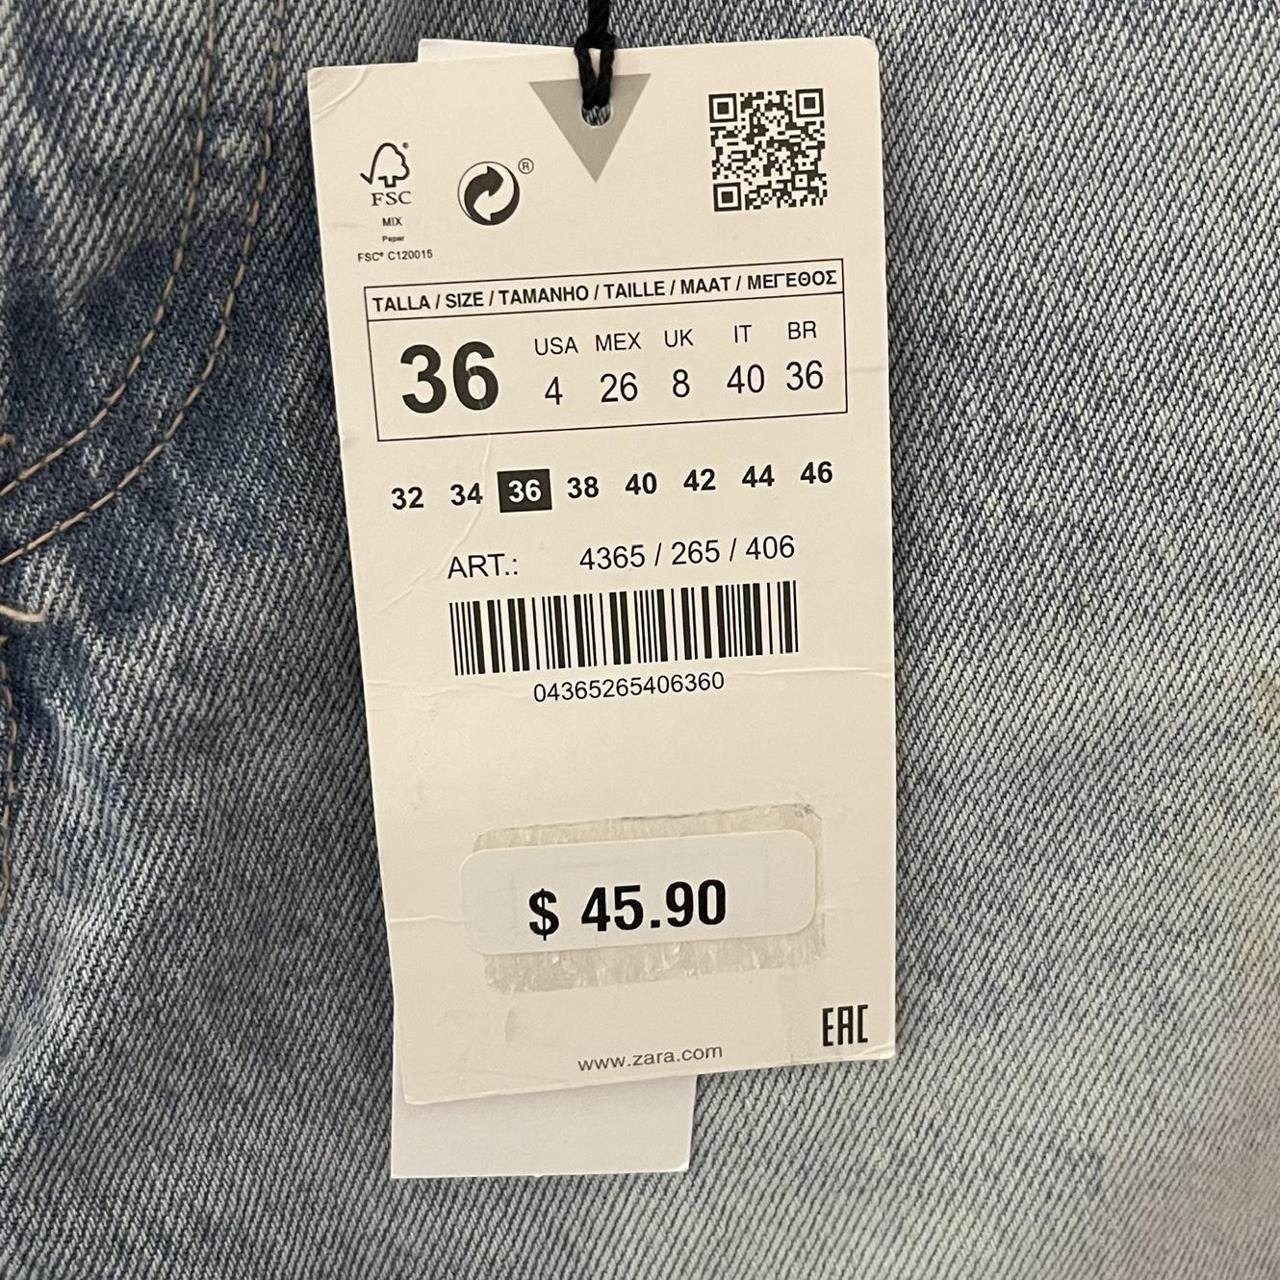 FSC
MIX
Paper
FSC® C120015
®
TALLA / SIZE / TAMANHO / TAILLE / MAAT / ΜΕΓΕΘΟΣ
36
USA MEX UK IT BR
4 26 8 40 36
32 34 36 38 40 42 44 46
ART.: 4365 / 265 / 406
04365265406360
$ 45.90
EAC
www.zara.com